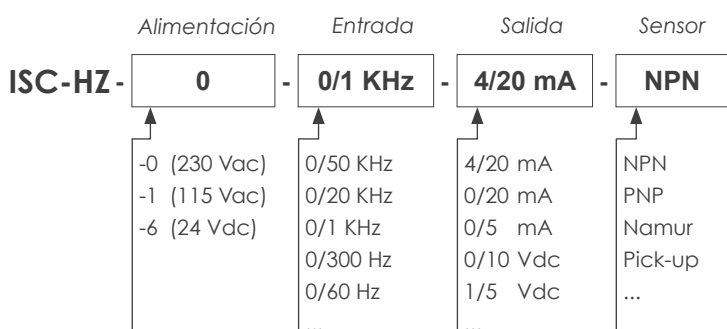 Alimentación Entrada Salida Sensor
ISC-HZ- 0 - 0/1 KHz - 4/20 mA - NPN
-0 (230 Vac) 0/50 KHz 4/20 mA NPN
-1 (115 Vac) 0/20 KHz 0/20 mA PNP
-6 (24 Vdc) 0/1 KHz 0/5 mA Namur
0/300 Hz 0/10 Vdc Pick-up
0/60 Hz 1/5 Vdc ...
... ...